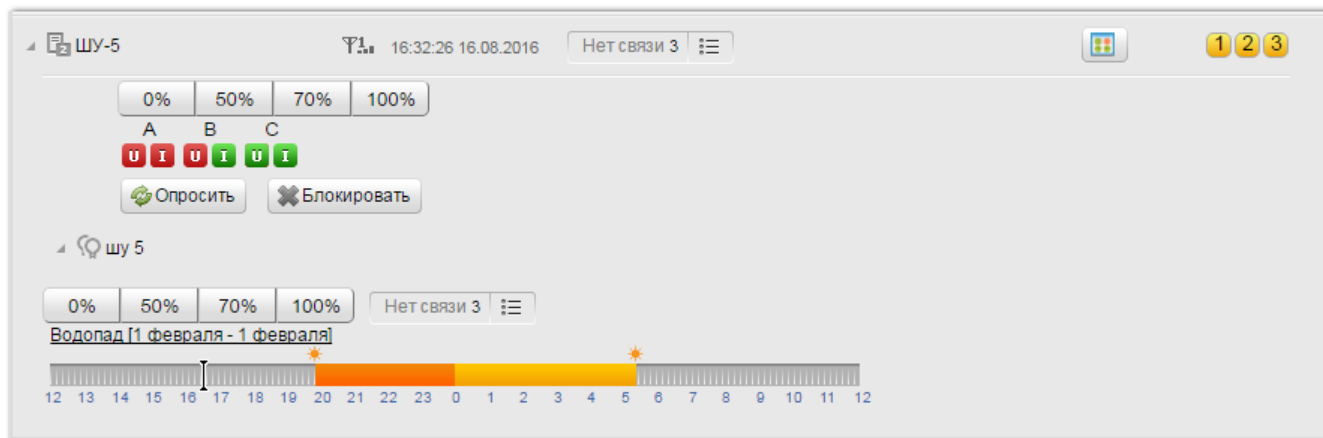 ШУ-5 1 16:32:26 16.08.2016 Нет связи 3 1 2 3
0% 50% 70% 100%
A B C
U I U I U I
Опросить Блокировать
шу 5
0% 50% 70% 100% Нет связи 3
Водопад [1 февраля - 1 февраля]
12 13 14 15 16 17 18 19 20 21 22 23 0 1 2 3 4 5 6 7 8 9 10 11 12